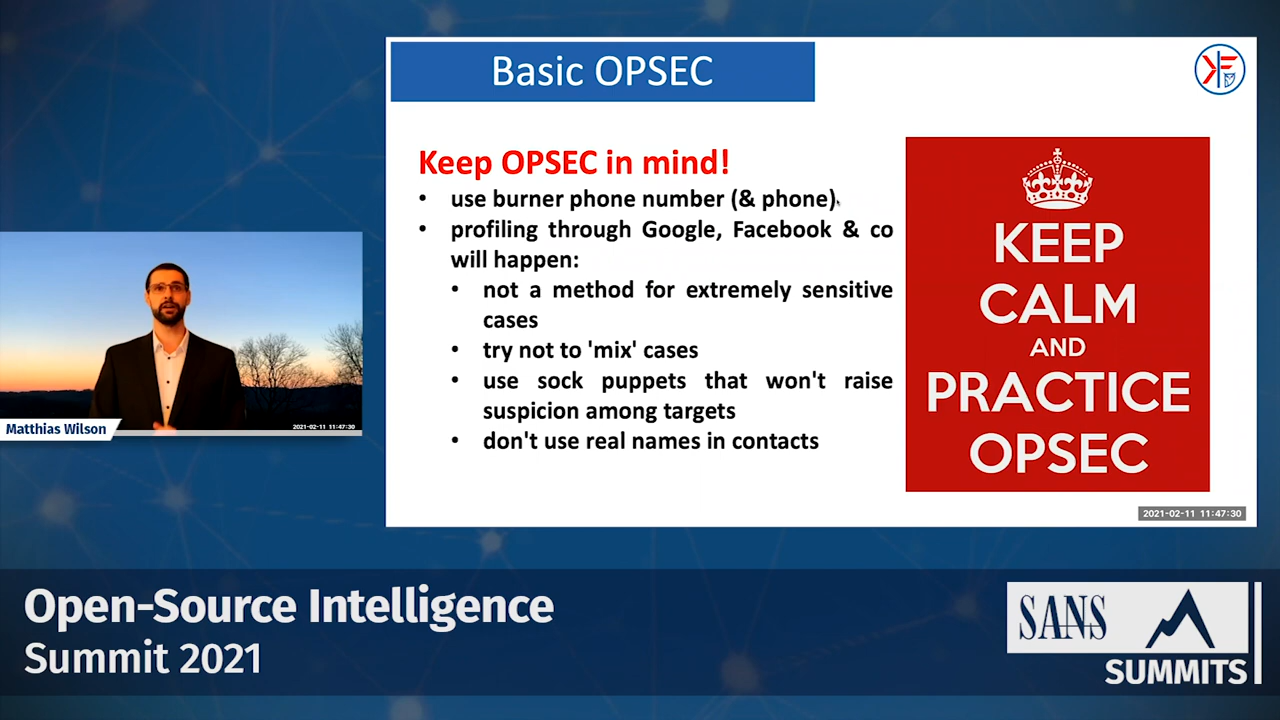 Basic OPSEC
Keep OPSEC in mind!
• use burner phone number (& phone)
• profiling through Google, Facebook & co
will happen:
• not a method for extremely sensitive
cases
• try not to 'mix' cases
• use sock puppets that won't raise
suspicion among targets
• don't use real names in contacts
KEEP
CALM
AND
PRACTICE
OPSEC
2021-02-11 11:47:30
Matthias Wilson
2021-02-11 11:47:30
Open-Source Intelligence
Summit 2021
SANS
SUMMITS